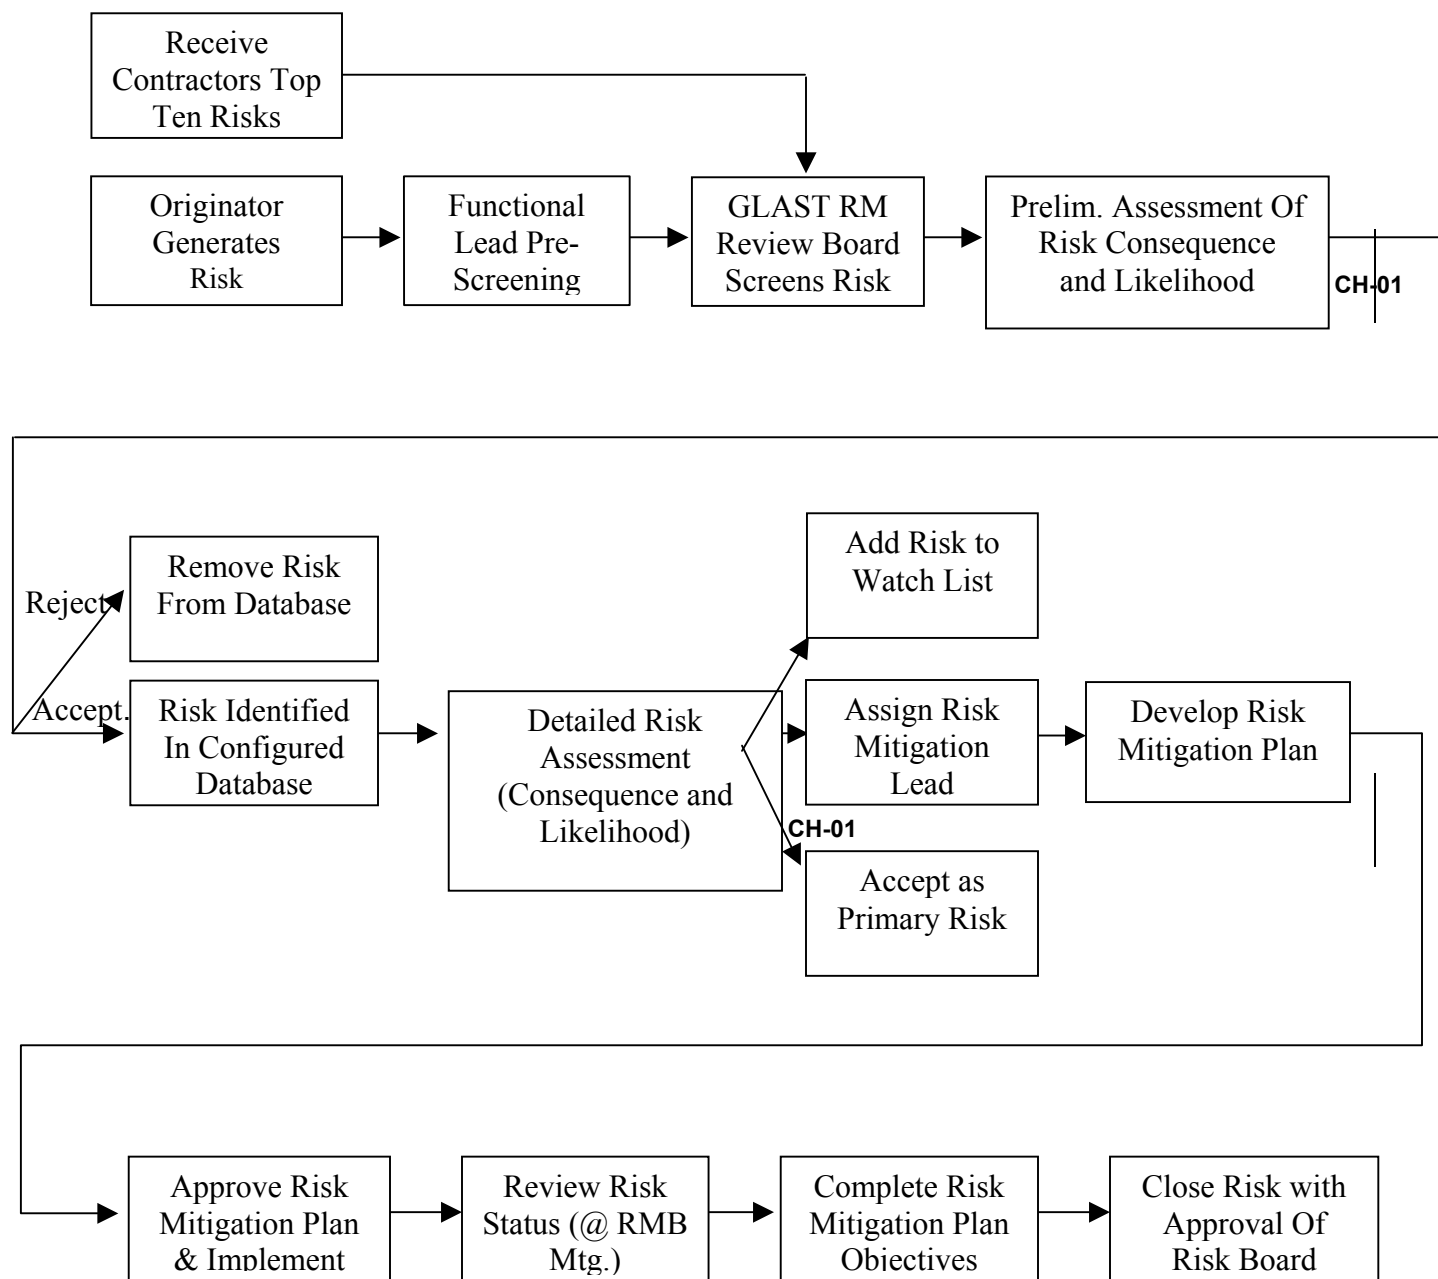 Receive
Contractors Top
Ten Risks
Originator
Generates
Risk
Functional
Lead Pre-
Screening
GLAST RM
Review Board
Screens Risk
Prelim. Assessment Of
Risk Consequence
and Likelihood
CH-01
Reject
Remove Risk
From Database
Accept.
Risk Identified
In Configured
Database
Detailed Risk
Assessment
(Consequence and
Likelihood)
Add Risk to
Watch List
Assign Risk
Mitigation
Lead
CH-01
Accept as
Primary Risk
Develop Risk
Mitigation Plan
Approve Risk
Mitigation Plan
& Implement
Review Risk
Status (@ RMB
Mtg.)
Complete Risk
Mitigation Plan
Objectives
Close Risk with
Approval Of
Risk Board